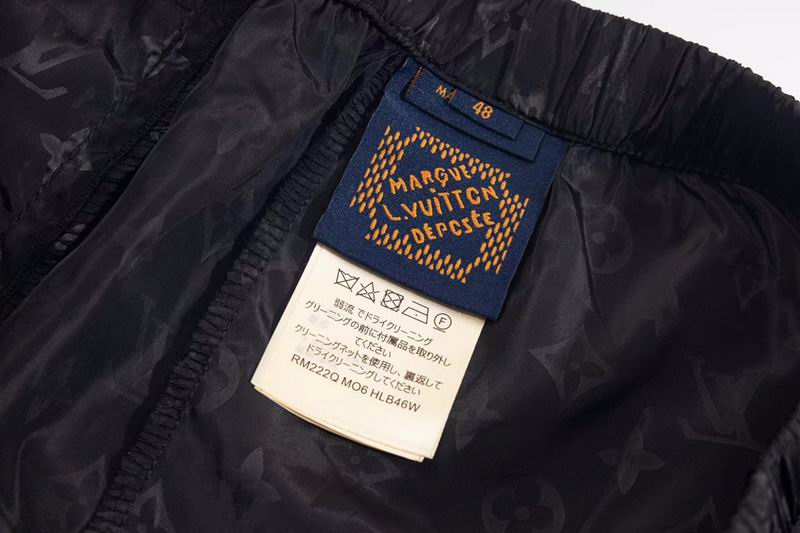 MA
48
MARQUE
L.VUITTON
DÉPOSÉE
F
弱流 でドライクリーニング
クリーニングの前に付属品を取り外し
てください
クリーニングネットを使用し、裏返して
ドライクリーニングしてください
RM222Q MO6 HLB46W